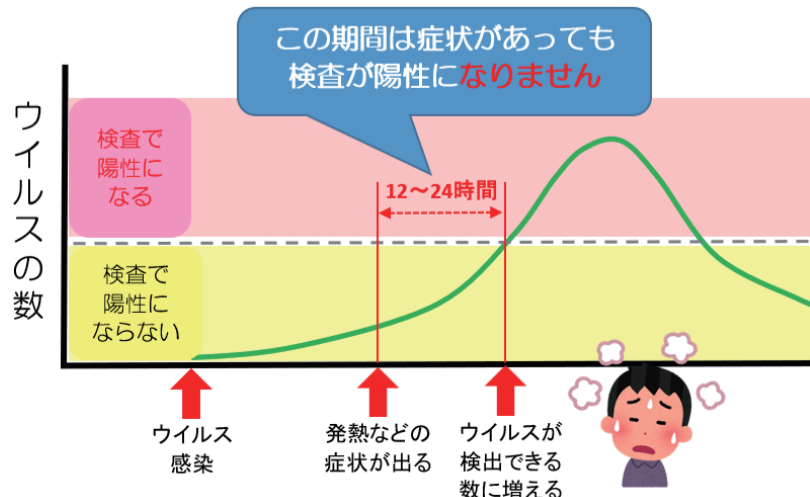 この期間は症状があっても
検査が陽性になりません
ウイルスの数
検査で
陽性に
なる
12～24時間
検査で
陽性に
ならない
ウイルス
感染
発熱などの
症状が出る
ウイルスが
検出できる
数に増える